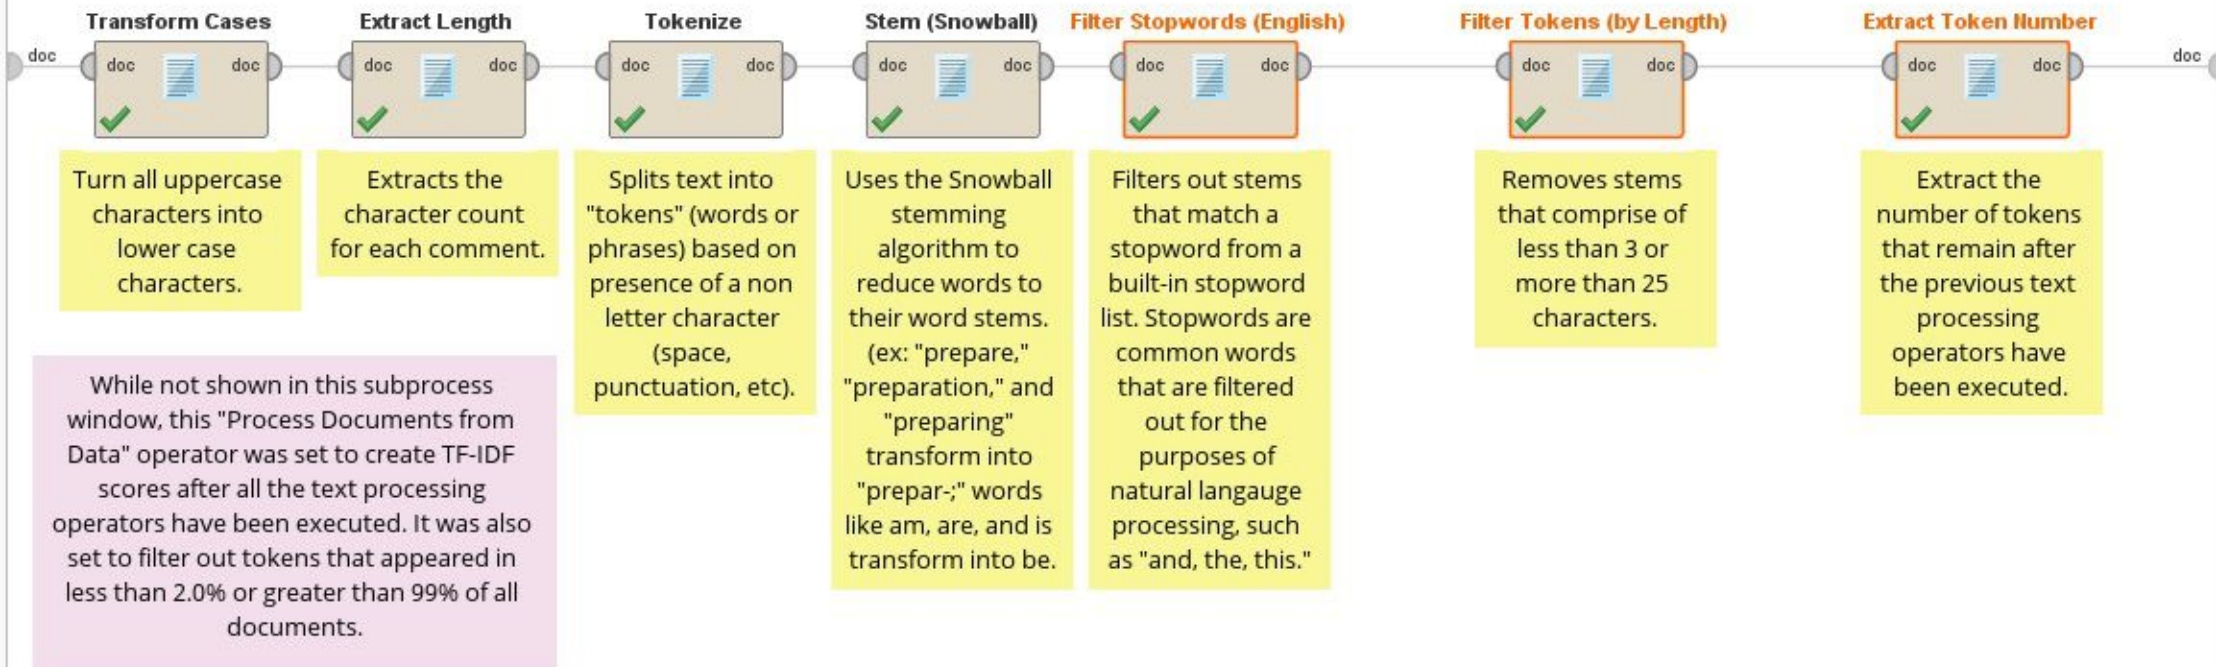 Transform Cases
Extract Length
Tokenize
Stem (Snowball)
Filter Stopwords (English)
Filter Tokens (by Length)
Extract Token Number
doc
doc doc
doc doc
doc doc
doc doc
doc doc
doc doc
doc doc
doc
Turn all uppercase
characters into
lower case
characters.
Extracts the
character count
for each comment.
Splits text into
"tokens" (words or
phrases) based on
presence of a non
letter character
(space,
punctuation, etc).
Uses the Snowball
stemming
algorithm to
reduce words to
their word stems.
(ex: "prepare,"
"preparation," and
"preparing"
transform into
"prepar-;" words
like am, are, and is
transform into be.
Filters out stems
that match a
stopword from a
built-in stopword
list. Stopwords are
common words
that are filtered
out for the
purposes of
natural langauge
processing, such
as "and, the, this."
Removes stems
that comprise of
less than 3 or
more than 25
characters.
Extract the
number of tokens
that remain after
the previous text
processing
operators have
been executed.
While not shown in this subprocess
window, this "Process Documents from
Data" operator was set to create TF-IDF
scores after all the text processing
operators have been executed. It was also
set to filter out tokens that appeared in
less than 2.0% or greater than 99% of all
documents.